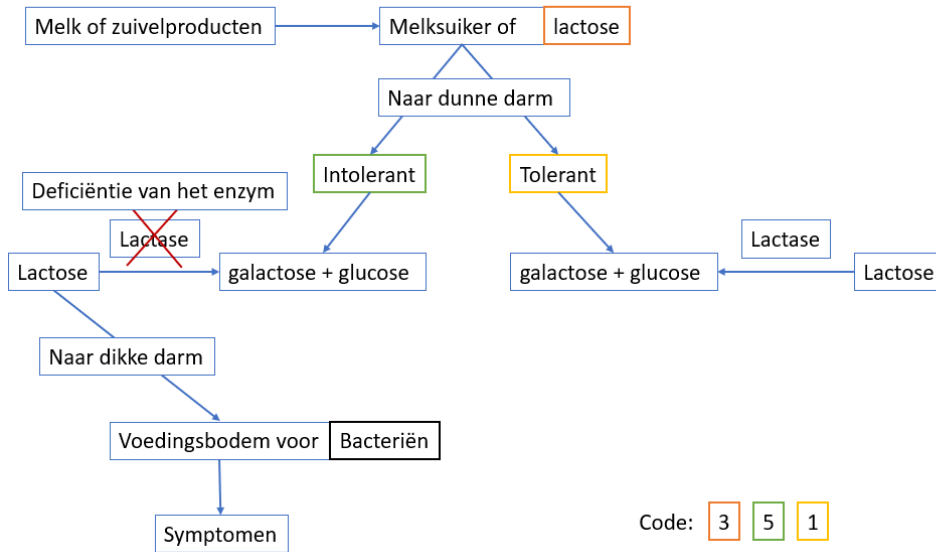 Melk of zuivelproducten
Melksuiker of lactose
Naar dunne darm
Intolerant
Tolerant
Deficiëntie van het enzym
Lactase
Lactase
Lactose
galactose + glucose
galactose + glucose
Lactose
Naar dikke darm
Voedingsbodem voor Bacteriën
Symptomen
Code: 3 5 1